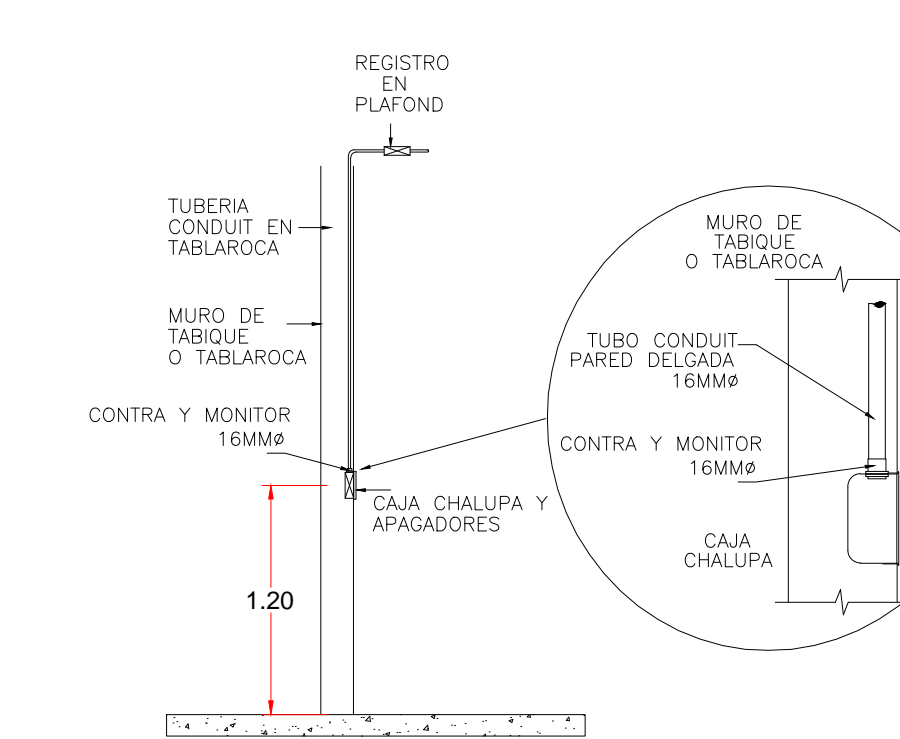 REGISTRO
EN
PLAFOND
TUBERIA
CONDUIT EN
TABLAROCA
MURO DE
TABIQUE
O TABLAROCA
CONTRA Y MONITOR
16MMø
CAJA CHALUPA Y
APAGADORES
1.20
MURO DE
TABIQUE
O TABLAROCA
TUBO CONDUIT
PARED DELGADA
16MMø
CONTRA Y MONITOR
16MMø
CAJA
CHALUPA